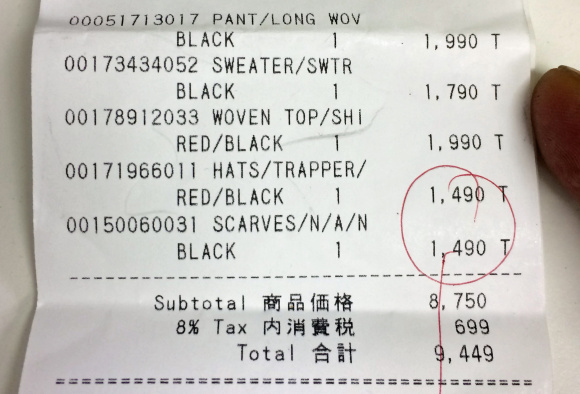 00051713017 PANT/LONG WOV
BLACK 1 1,990 T
00173434052 SWEATER/SWTR
BLACK 1 1,790 T
00178912033 WOVEN TOP/SHi
RED/BLACK 1 1,990 T
00171966011 HATS/TRAPPER/
RED/BLACK 1 1,490 T
00150060031 SCARVES/N/A/N
BLACK 1 1,490 T
Subtotal 商品価格 8,750
8% Tax 内消費税 699
Total 合計 9,449